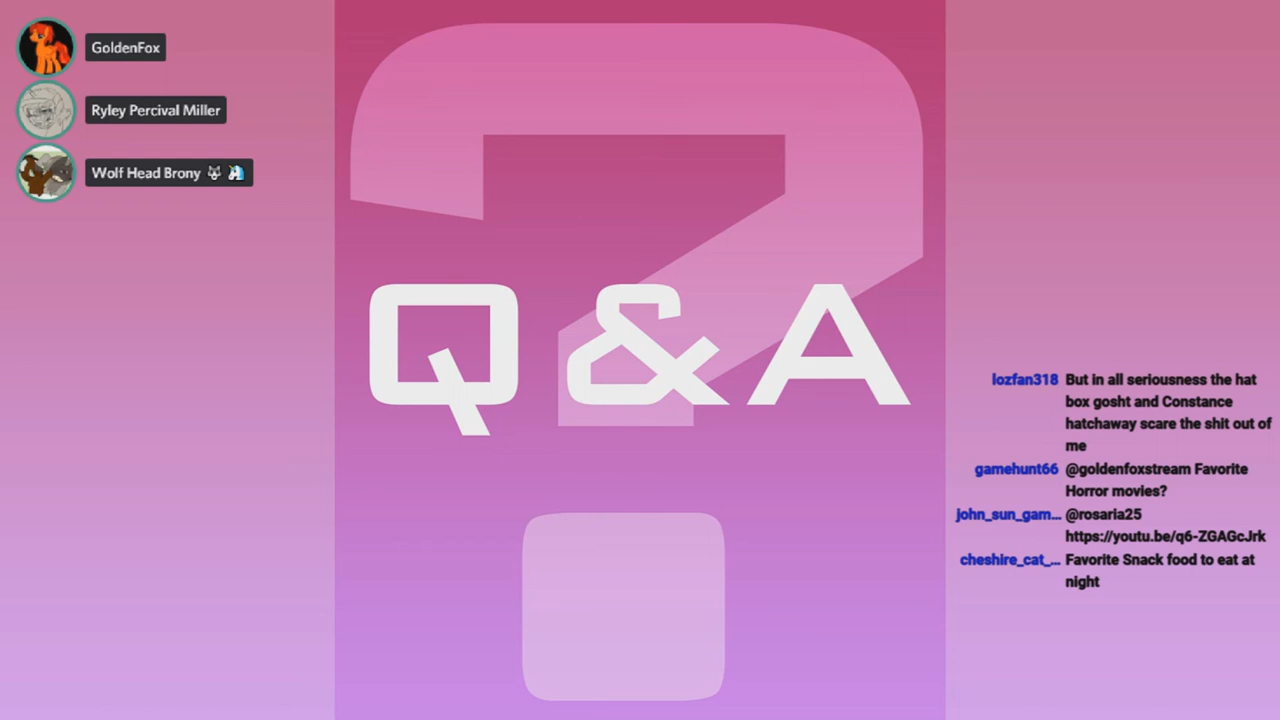 GoldenFox
Ryley Percival Miller
Wolf Head Brony 🐺 🦄
Q & A
lozfan318 But in all seriousness the hat
box gosht and Constance
hatchaway scare the shit out of
me
gamehunt66 @goldenfoxstream Favorite
Horror movies?
john_sun_gam... @rosaria25
https://youtu.be/q6-ZGAGcJrk
cheshire_cat_... Favorite Snack food to eat at
night